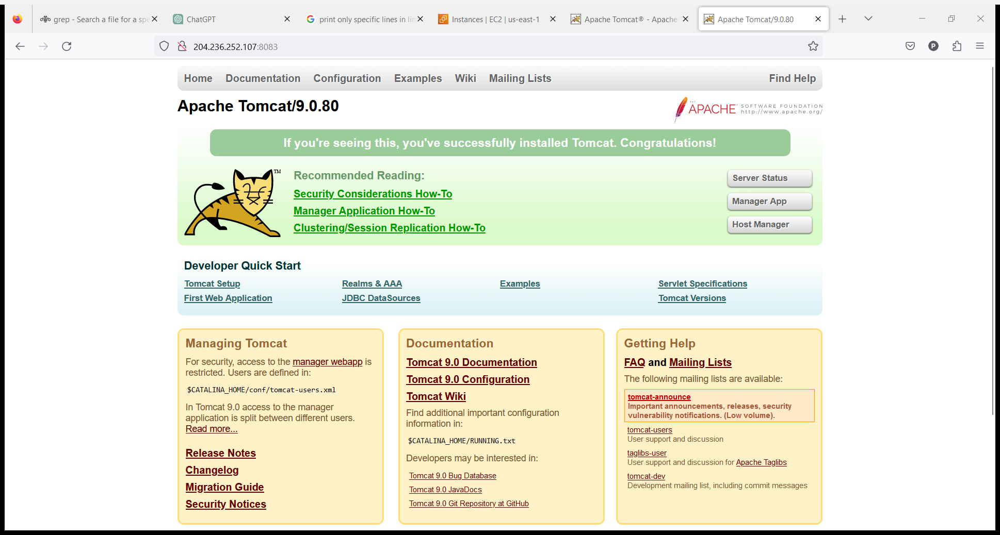 grep - Search a file for a spe
ChatGPT
print only specific lines in lin
Instances | EC2 | us-east-1
Apache Tomcat® - Apache
Apache Tomcat/9.0.80
204.236.252.107:8083
P
Home Documentation Configuration Examples Wiki Mailing Lists Find Help
Apache Tomcat/9.0.80
THE APACHE® SOFTWARE FOUNDATION
http://www.apache.org/
If you're seeing this, you've successfully installed Tomcat. Congratulations!
TM
Recommended Reading:
Security Considerations How-To
Manager Application How-To
Clustering/Session Replication How-To
Server Status
Manager App
Host Manager
Developer Quick Start
Tomcat Setup
First Web Application
Realms & AAA
JDBC DataSources
Examples
Servlet Specifications
Tomcat Versions
Managing Tomcat
For security, access to the manager webapp is
restricted. Users are defined in:
$CATALINA_HOME/conf/tomcat-users.xml
In Tomcat 9.0 access to the manager
application is split between different users.
Read more...
Release Notes
Changelog
Migration Guide
Security Notices
Documentation
Tomcat 9.0 Documentation
Tomcat 9.0 Configuration
Tomcat Wiki
Find additional important configuration
information in:
$CATALINA_HOME/RUNNING.txt
Developers may be interested in:
Tomcat 9.0 Bug Database
Tomcat 9.0 JavaDocs
Tomcat 9.0 Git Repository at GitHub
Getting Help
FAQ and Mailing Lists
The following mailing lists are available:
tomcat-announce
Important announcements, releases, security
vulnerability notifications. (Low volume).
tomcat-users
User support and discussion
taglibs-user
User support and discussion for Apache Taglibs
tomcat-dev
Development mailing list, including commit messages